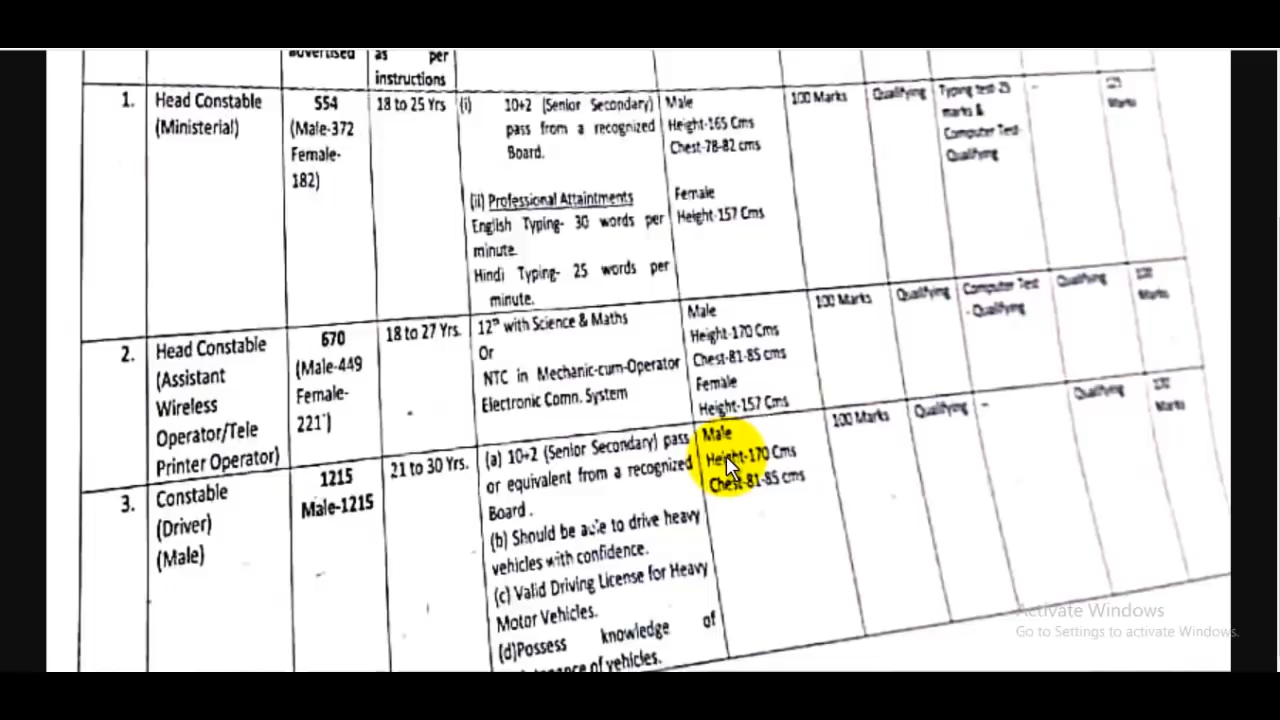 advertised
as per
instructions
1.
Head Constable
(Ministerial)
554
(Male-372
Female-
182)
18 to 25 Yrs
(i) 10+2 (Senior Secondary)
pass from a recognized
Board.
(ii) Professional Attaintments
English Typing- 30 words per
minute.
Hindi Typing- 25 words per
minute.
Male
Height-165 Cms
Chest-78-82 cms
Female
Height-157 Cms
100 Marks
Qualifying
Typing test-25
marks &
Computer Test-
Qualifying
-
Marks
2.
Head Constable
(Assistant
Wireless
Operator/Tele
Printer Operator)
670
(Male-449
Female-
221)
18 to 27 Yrs.
12th with Science & Maths
Or
NTC in Mechanic-cum-Operator
Electronic Comn. System
Male
Height-170 Cms
Chest-81-85 cms
Female
Height-157 Cms
100 Marks
Qualifying
Computer Test
- Qualifying
Qualifying
Marks
3.
Constable
(Driver)
(Male)
1215
Male-1215
21 to 30 Yrs.
(a) 10+2 (Senior Secondary) pass
or equivalent from a recognized
Board .
(b) Should be able to drive heavy
vehicles with confidence.
(c) Valid Driving License for Heavy
Motor Vehicles.
(d)Possess knowledge of
of vehicles.
Male
Height-170 Cms
Chest-81-85 cms
100 Marks
Qualifying
-
Qualifying
Marks
Activate Windows
Go to Settings to activate Windows.